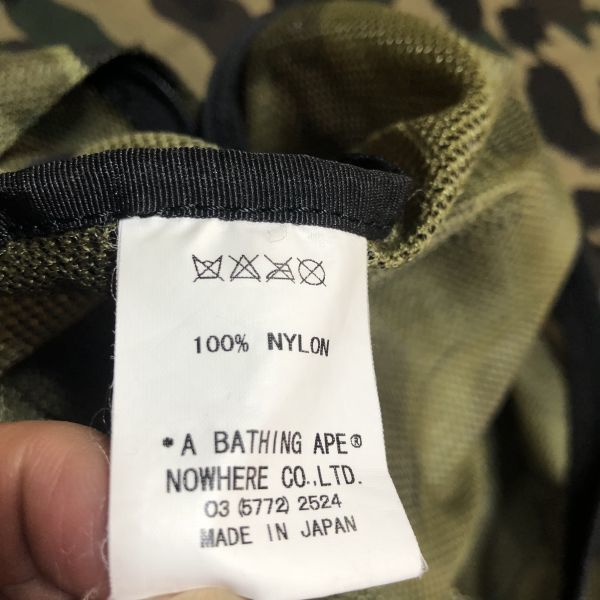 100% NYLON
*A BATHING APE®
NOWHERE CO.,LTD.
03 (5772) 2524
MADE IN JAPAN